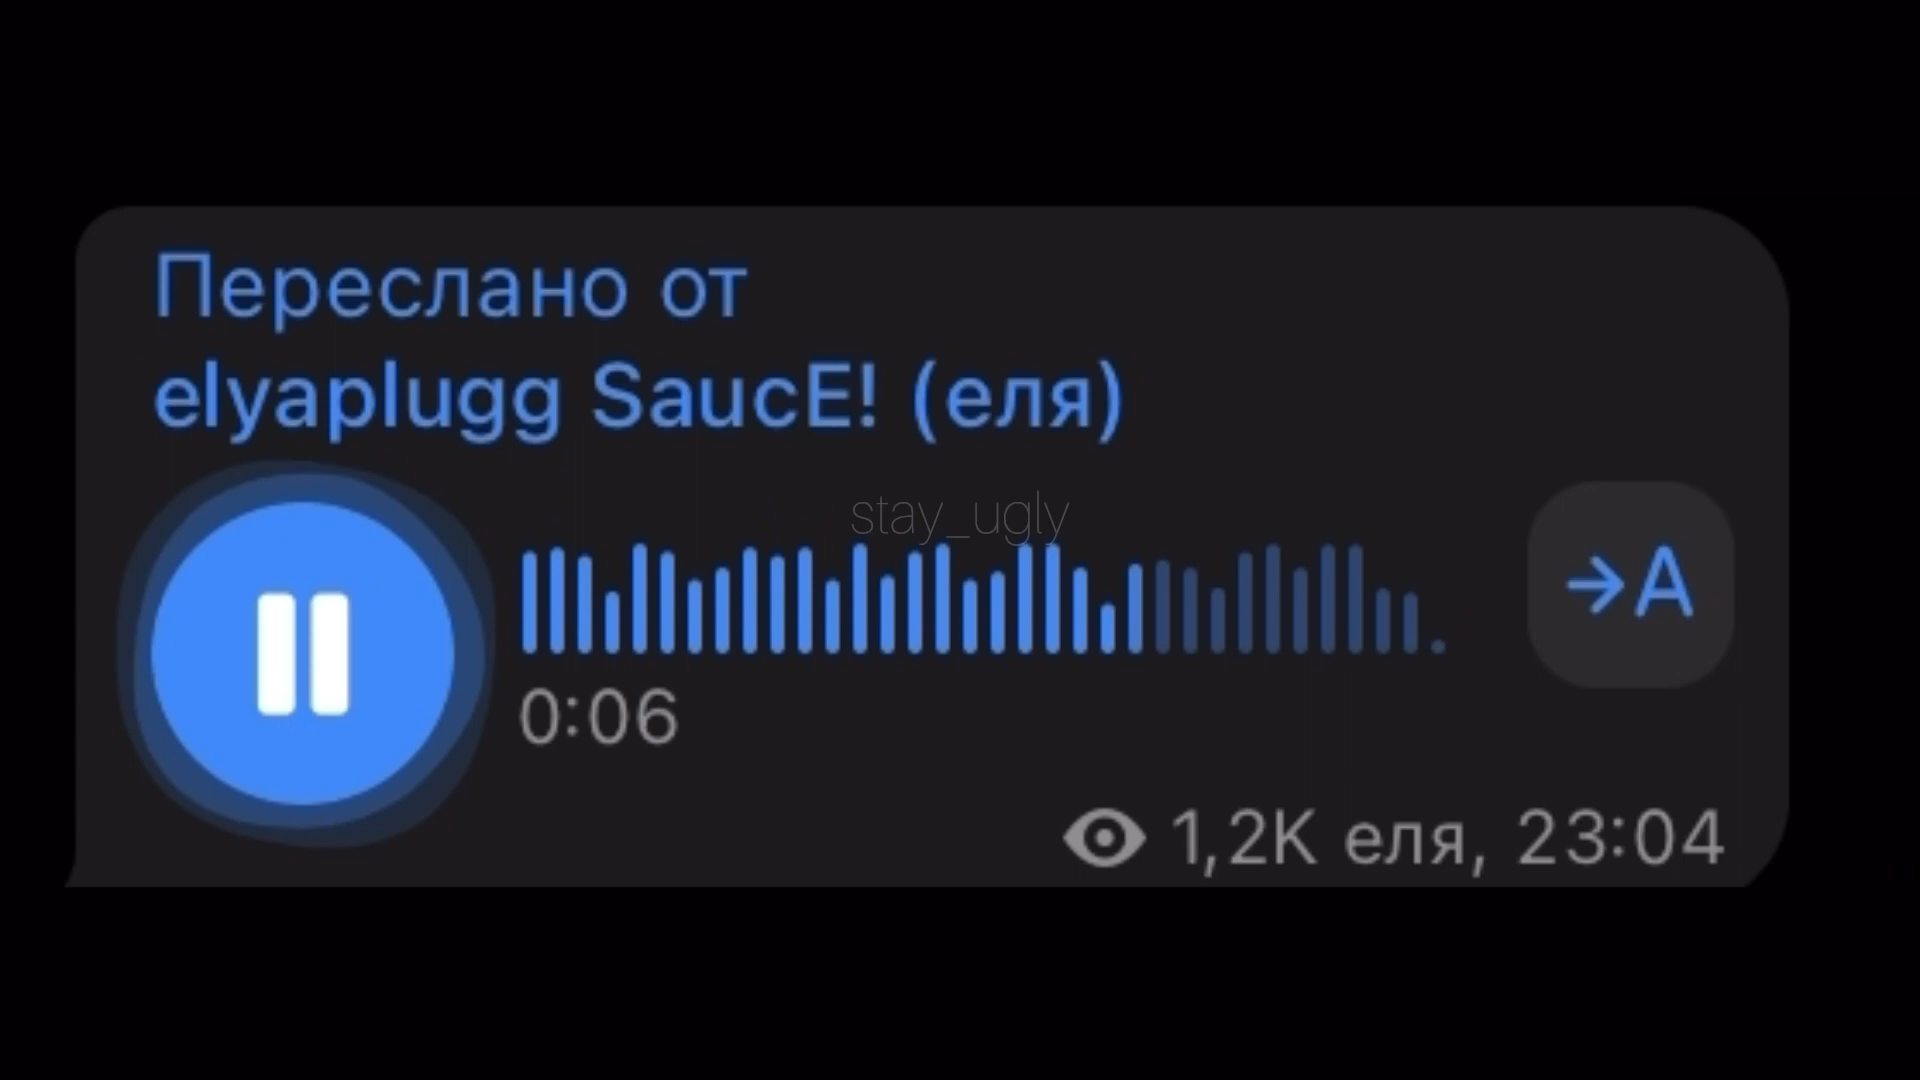 Переслано от
elyaplugg SaucE! (еля)
stay_ugly
→A
0:06
1,2K еля, 23:04